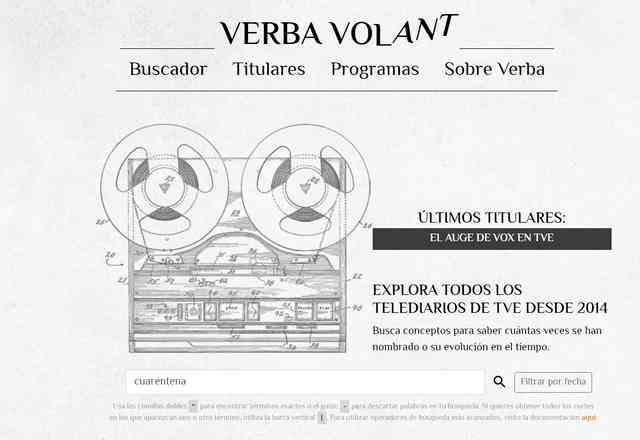 VERBA VOLANT
Buscador Titulares Programas Sobre Verba
ÚLTIMOS TITULARES:
EL AUGE DE VOX EN TVE
EXPLORA TODOS LOS
TELEDIARIOS DE TVE DESDE 2014
Busca conceptos para saber cuántas veces se han
nombrado o su evolución en el tiempo.
cuarentena
Filtrar por fecha
Usa las comillas dobles " para encontrar términos exactos o el guión - para descartar palabras en tu búsqueda. Si quieres obtener todos los cortes
en los que aparezcan uno u otro término, utiliza la barra vertical |. Para utilizar operadores de búsqueda más avanzados, visita la documentación aquí.